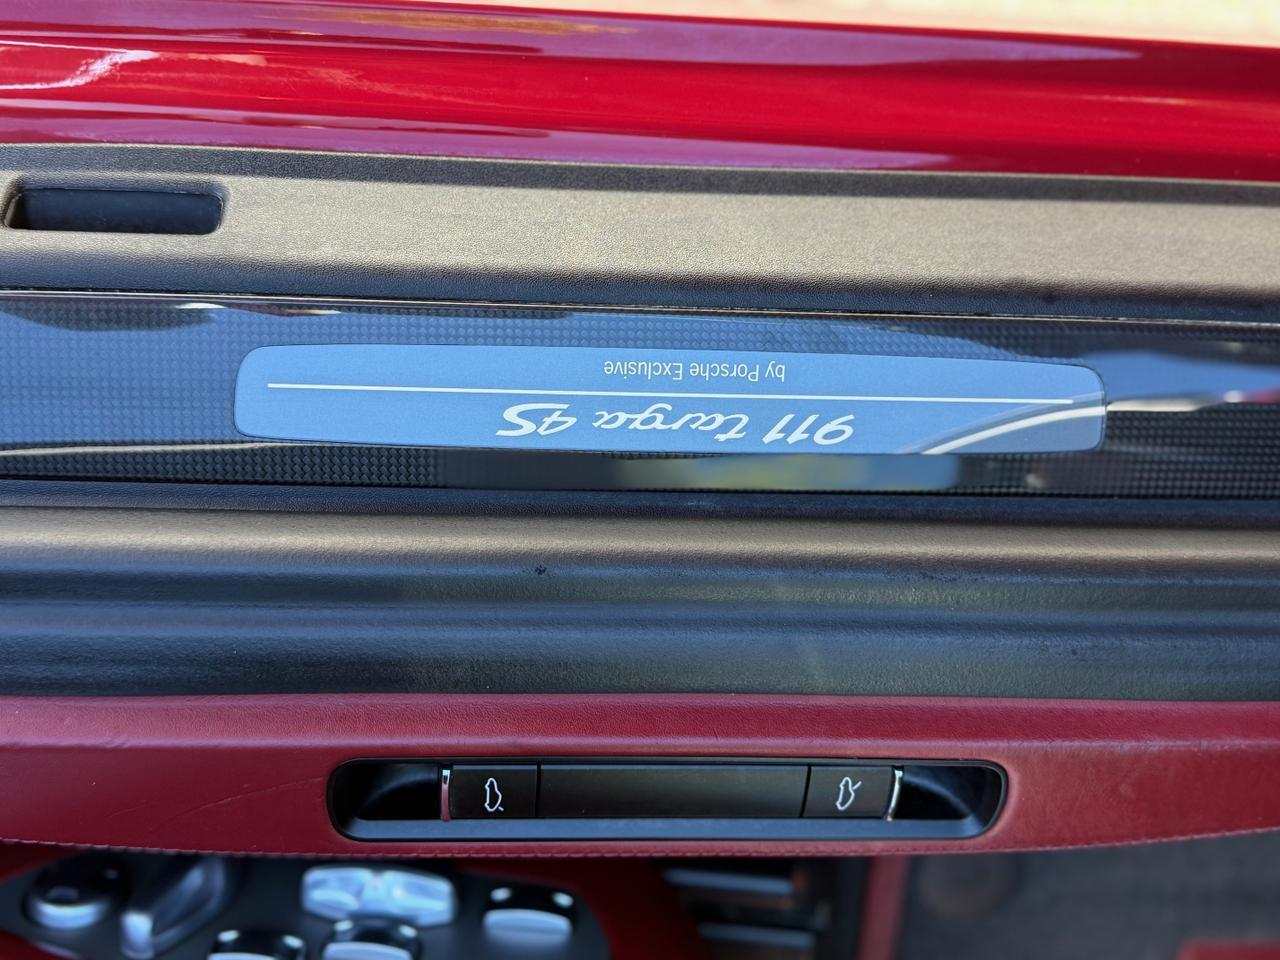 911 targa 4S
by Porsche Exclusive